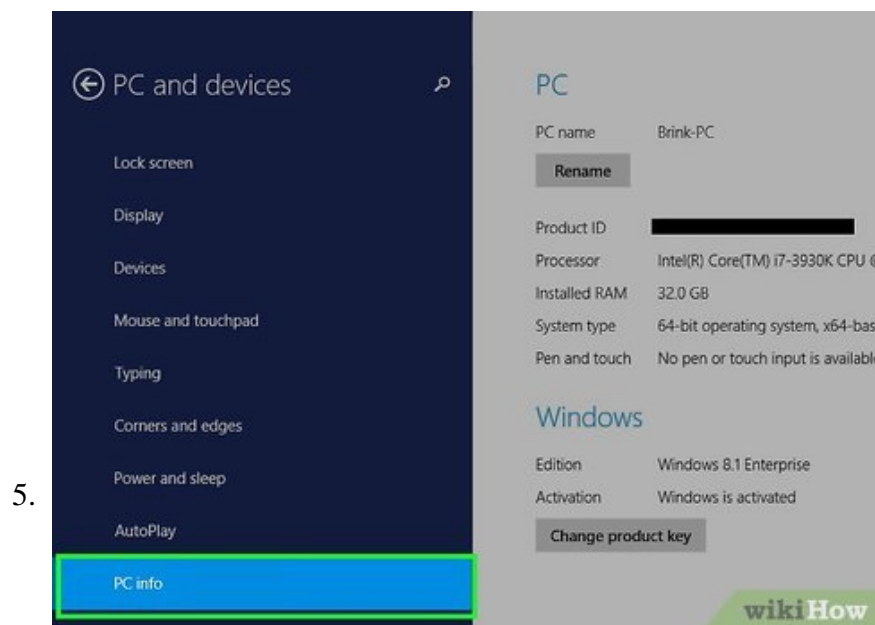 PC and devices
Lock screen
Display
Devices
Mouse and touchpad
Typing
Corners and edges
Power and sleep
5.
AutoPlay
PC info
PC
PC name Brink-PC
Rename
Product ID
Processor Intel(R) Core(TM) i7-3930K CPU @
Installed RAM 32.0 GB
System type 64-bit operating system, x64-bas
Pen and touch No pen or touch input is available
Windows
Edition Windows 8.1 Enterprise
Activation Windows is activated
Change product key
wikiHow